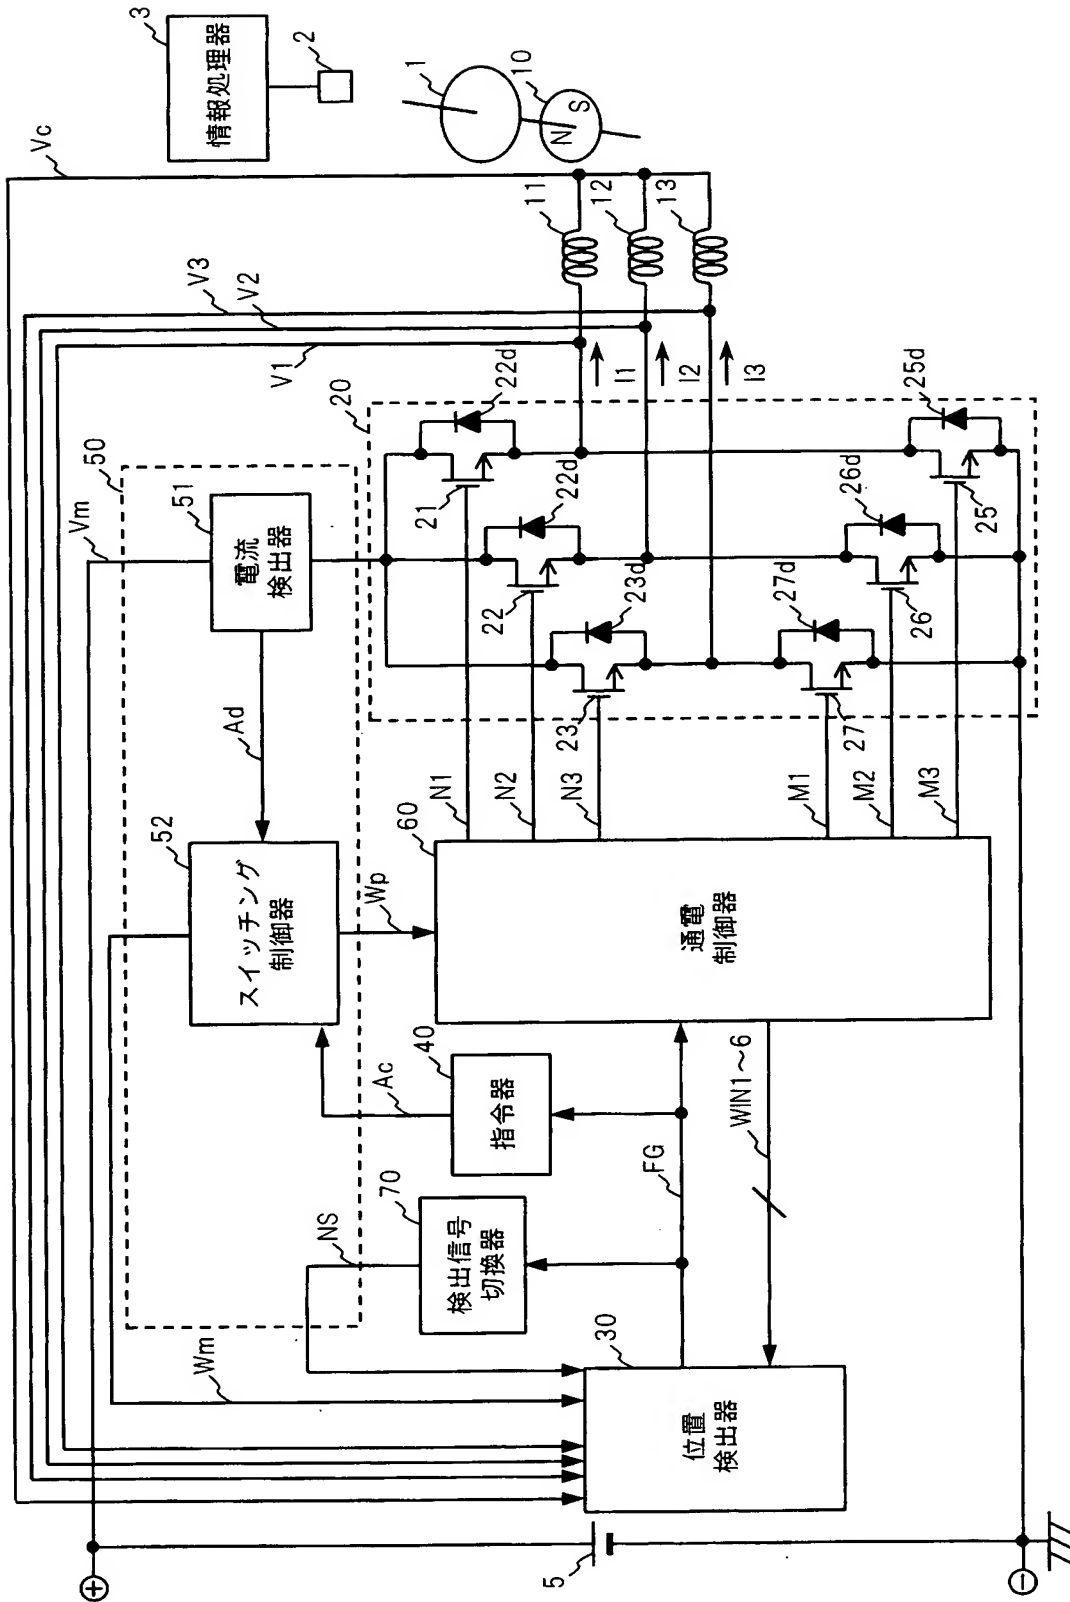 3
情報処理器
2
1
10
N
S
Vc
V3
V2
V1
11
12
13
I1
I2
I3
50
Vm
51
電流
検出器
Ad
52
スイッチング
制御器
Wp
20
21
22d
22
22d
23
23d
25
25d
26
26d
27
27d
N1
N2
N3
M1
M2
M3
60
通電
制御器
40
指令器
Ac
70
検出信号
切換器
NS
FG
WIN1〜6
Wm
30
位置
検出器
5
+
−